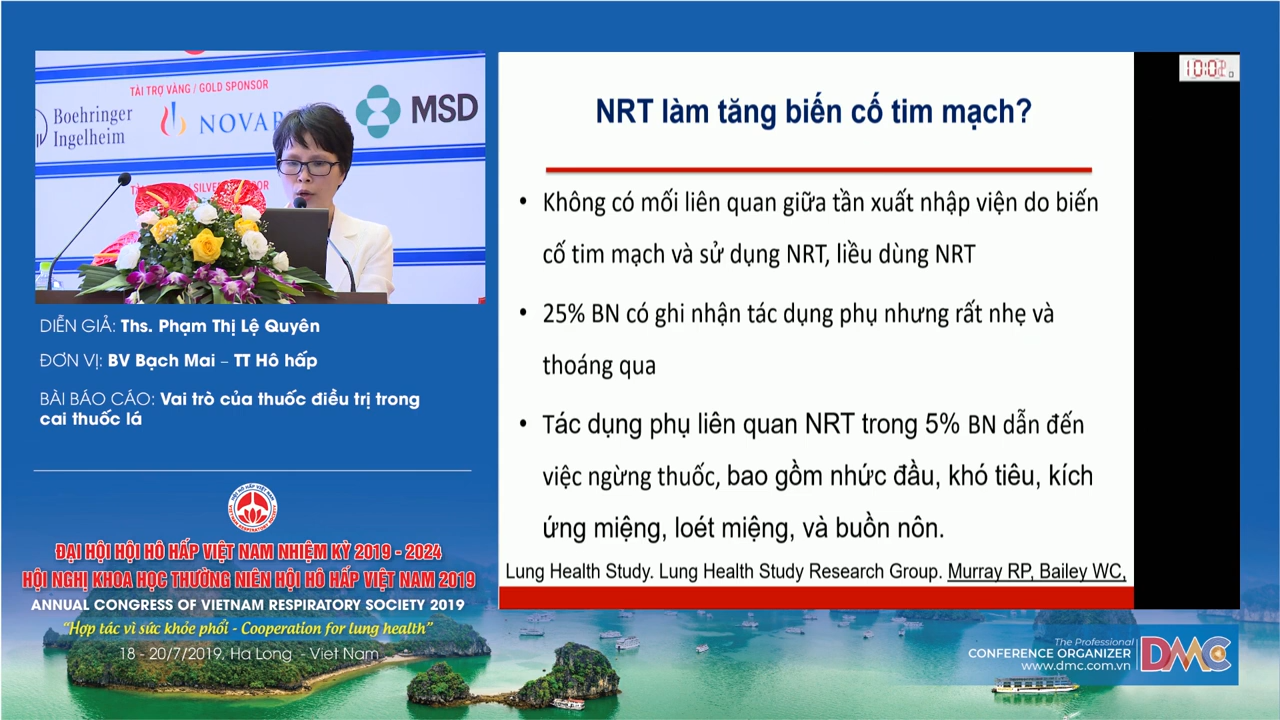 TÀI TRỢ VÀNG / GOLD SPONSOR
Boehringer
Ingelheim
MSD
DIỄN GIẢ: Ths. Phạm Thị Lệ Quyên
ĐƠN VỊ: BV Bạch Mai – TT Hô hấp
BÀI BÁO CÁO: Vai trò của thuốc điều trị trong
cai thuốc lá
HỘI HÔ HẤP VIỆT NAM
VIETNAM RESPIRATORY SOCIETY
ĐẠI HỘI HỘI HÔ HẤP VIỆT NAM NHIỆM KỲ 2019 - 2024
HỘI NGHỊ KHOA HỌC THƯỜNG NIÊN HỘI HÔ HẤP VIỆT NAM 2019
ANNUAL CONGRESS OF VIETNAM RESPIRATORY SOCIETY 2019
“Hợp tác vì sức khỏe phổi - Cooperation for lung health”
18 - 20/7/2019, Ha Long - Viet Nam
NRT làm tăng biến cố tim mạch?
• Không có mối liên quan giữa tần xuất nhập viện do biến
cố tim mạch và sử dụng NRT, liều dùng NRT
• 25% BN có ghi nhận tác dụng phụ nhưng rất nhẹ và
thoáng qua
• Tác dụng phụ liên quan NRT trong 5% BN dẫn đến
việc ngừng thuốc, bao gồm nhức đầu, khó tiêu, kích
ứng miệng, loét miệng, và buồn nôn.
Lung Health Study. Lung Health Study Research Group. Murray RP, Bailey WC,
The Professional
CONFERENCE ORGANIZER
www.dmc.com.vn
DMC